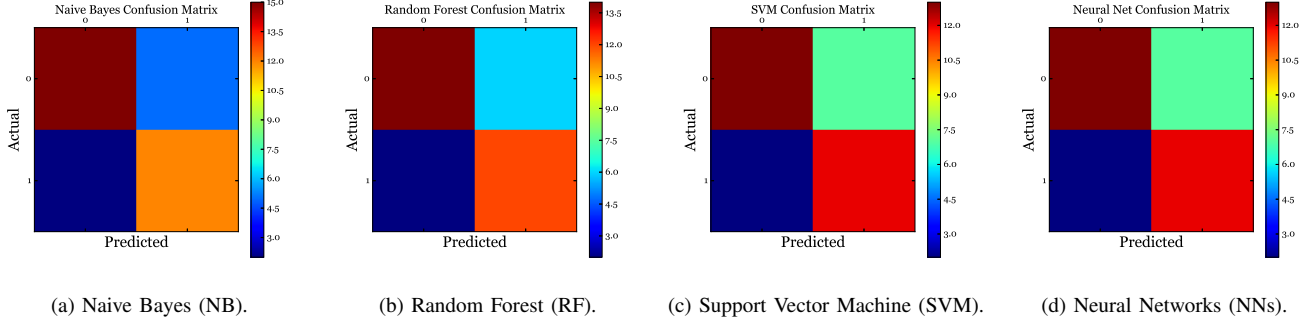 Naive Bayes Confusion Matrix
0 1
0
1
Actual
Predicted
15.0
13.5
12.0
10.5
9.0
7.5
6.0
4.5
3.0
(a) Naive Bayes (NB).
Random Forest Confusion Matrix
0 1
0
1
Actual
Predicted
13.5
12.0
10.5
9.0
7.5
6.0
4.5
3.0
(b) Random Forest (RF).
SVM Confusion Matrix
0 1
0
1
Actual
Predicted
12.0
10.5
9.0
7.5
6.0
4.5
3.0
(c) Support Vector Machine (SVM).
Neural Net Confusion Matrix
0 1
0
1
Actual
Predicted
12.0
10.5
9.0
7.5
6.0
4.5
3.0
(d) Neural Networks (NNs).